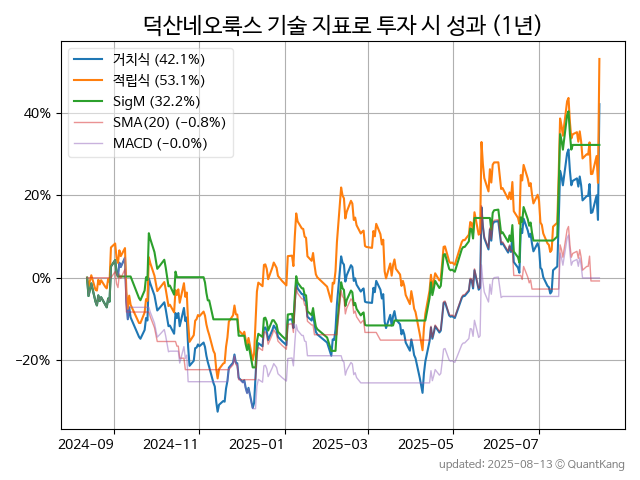 덕산네오룩스 기술 지표로 투자 시 성과 (1년)
거치식 (42.1%)
적립식 (53.1%)
SigM (32.2%)
SMA(20) (−0.8%)
MACD (−0.0%)
40%
20%
0%
−20%
2024-09 2024-11 2025-01 2025-03 2025-05 2025-07
updated: 2025-08-13 ⓒ QuantKang